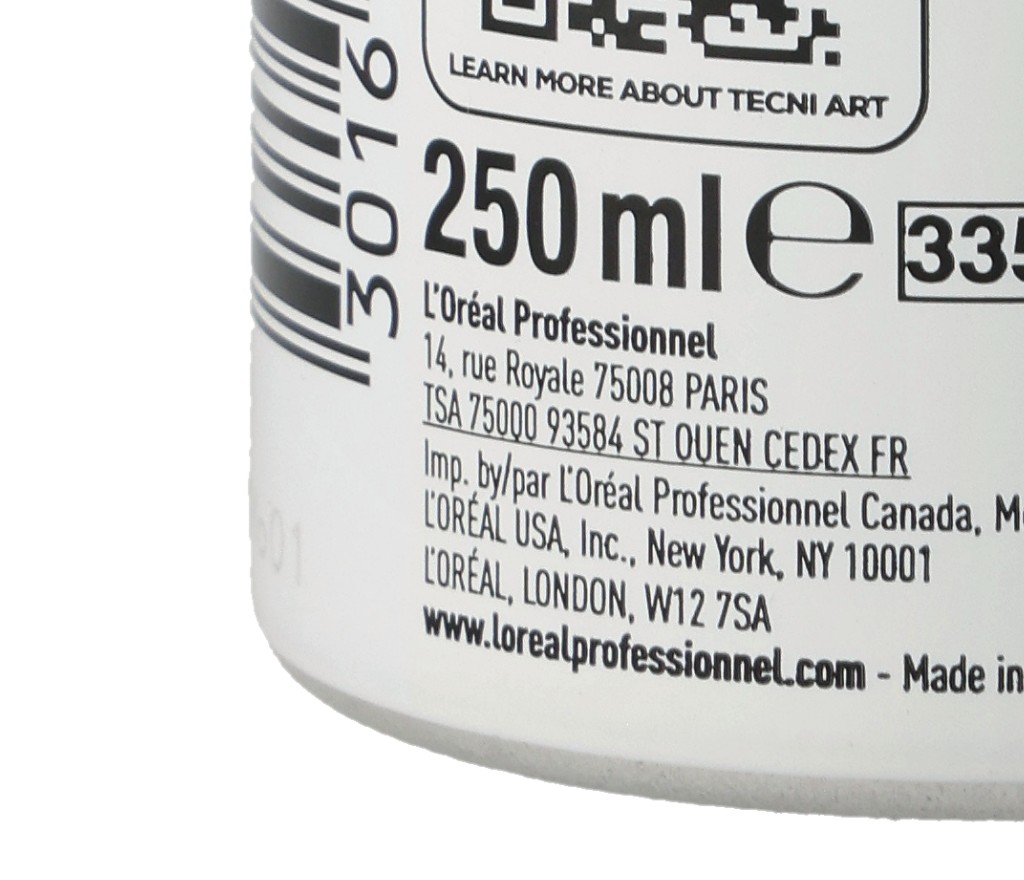 LEARN MORE ABOUT TECNI ART
3016
250 ml e
335
L'Oréal Professionnel
14, rue Royale 75008 PARIS
TSA 75000 93584 ST OUEN CEDEX FR
Imp. by/par L'Oréal Professionnel Canada,
L'ORÉAL USA, Inc., New York, NY 10001
L'ORÉAL, LONDON, W12 7SA
www.lorealprofessionnel.com - Made in